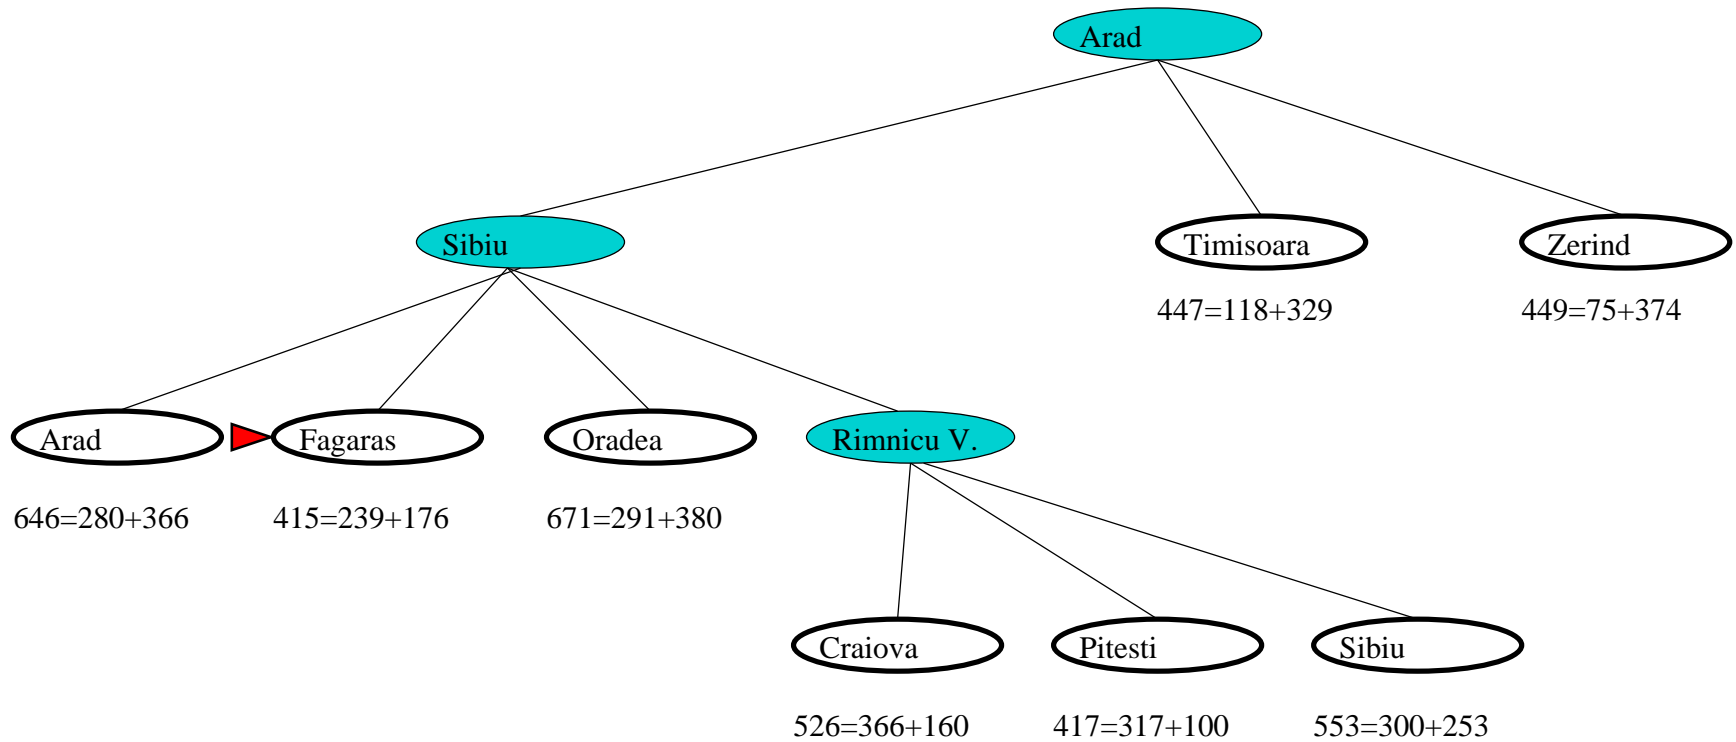 Arad
Sibiu
Timisoara
Zerind
447=118+329
449=75+374
Arad
Fagaras
Oradea
Rimnicu V.
646=280+366
415=239+176
671=291+380
Craiova
Pitesti
Sibiu
526=366+160
417=317+100
553=300+253